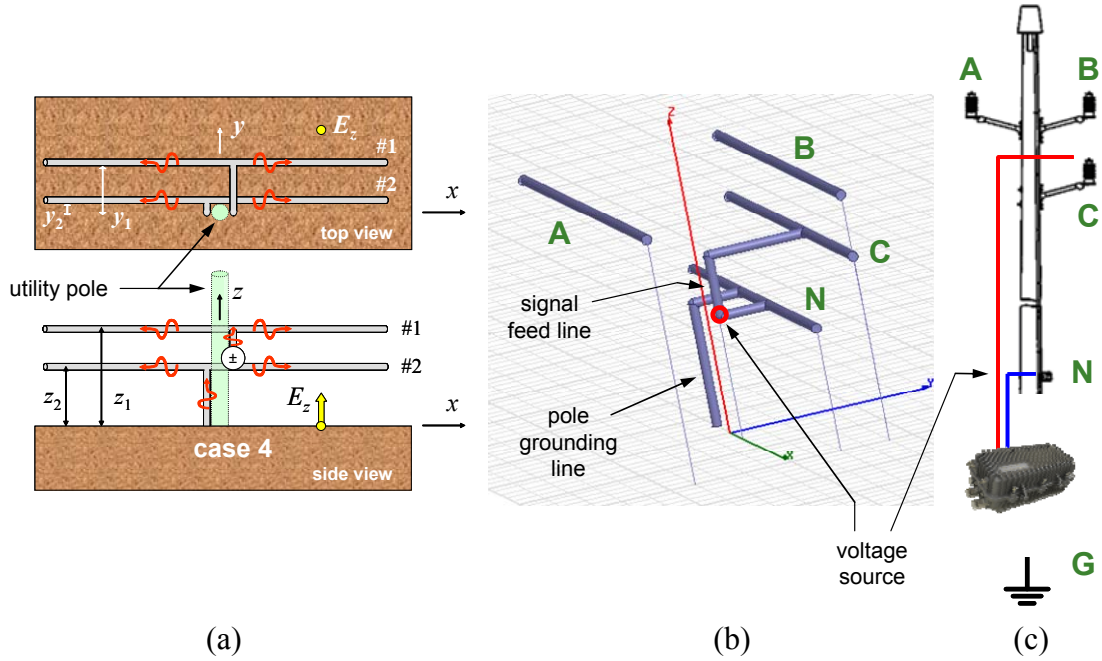 E_z
y
#1
#2
y_2
y_1
x
top view
utility pole
z
#1
±
#2
z_2
z_1
E_z
x
case 4
side view
(a)
Z
B
A
C
signal
feed line
N
pole
grounding
line
Y
X
voltage
source
(b)
A
B
C
N
G
(c)